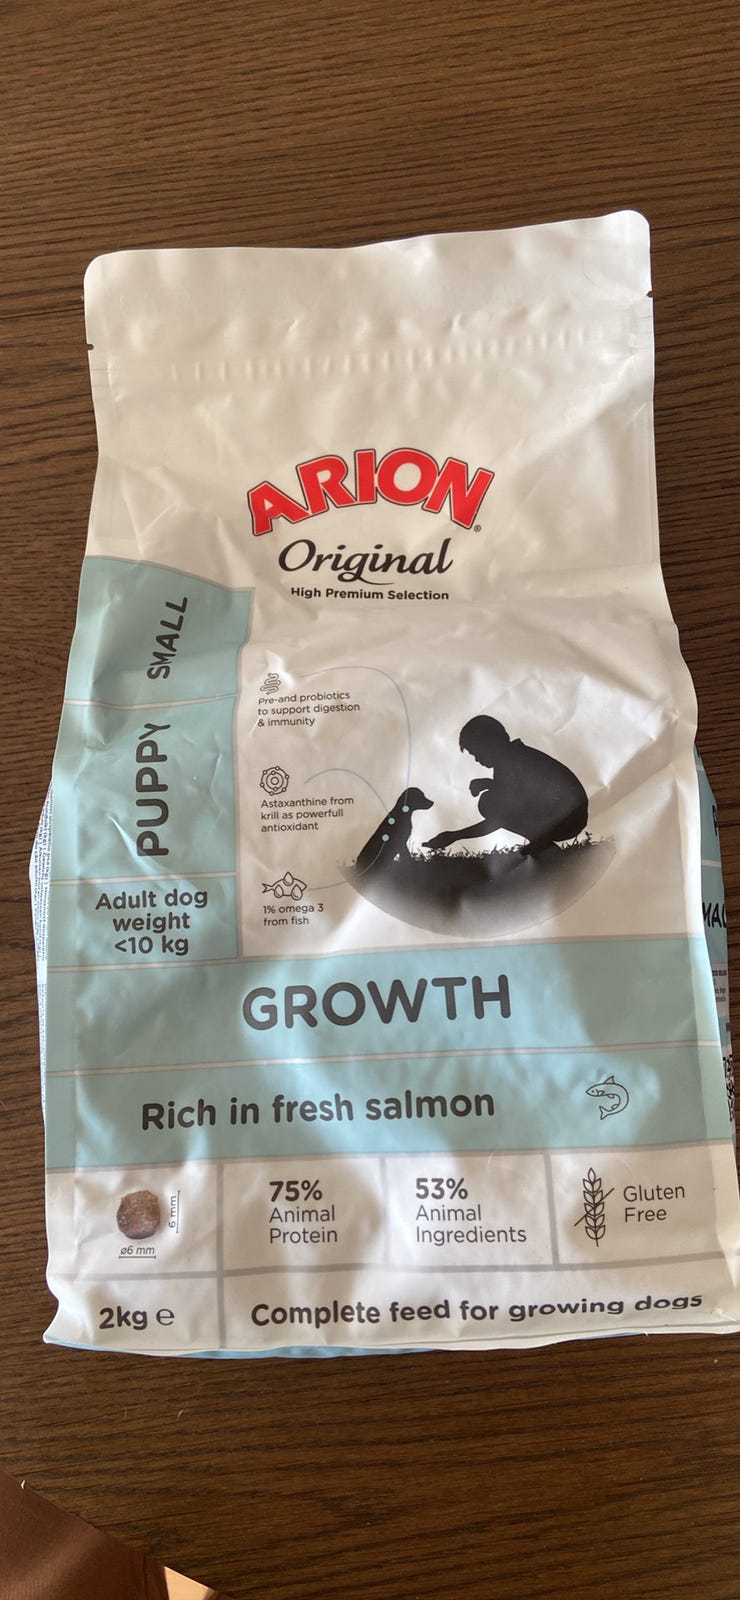 ARION
®
Original
High Premium Selection
PUPPY SMALL
Adult dog
weight
<10 kg
Pre-and probiotics
to support digestion
& immunity
Astaxanthine from
krill as powerfull
antioxidant
1% omega 3
from fish
GROWTH
Rich in fresh salmon
6 mm
ø6 mm
75%
Animal
Protein
53%
Animal
Ingredients
Gluten
Free
2kg e
Complete feed for growing dogs